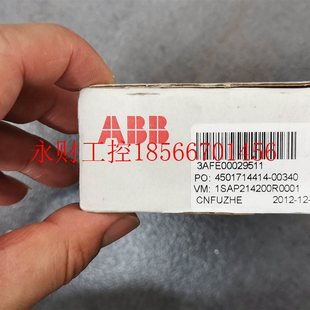 ABB
永财工控18566701456
3AFE00029511
PO: 4501714414-00340
VM: 1SAP214200R0001
CNFUZHE 2012-12-